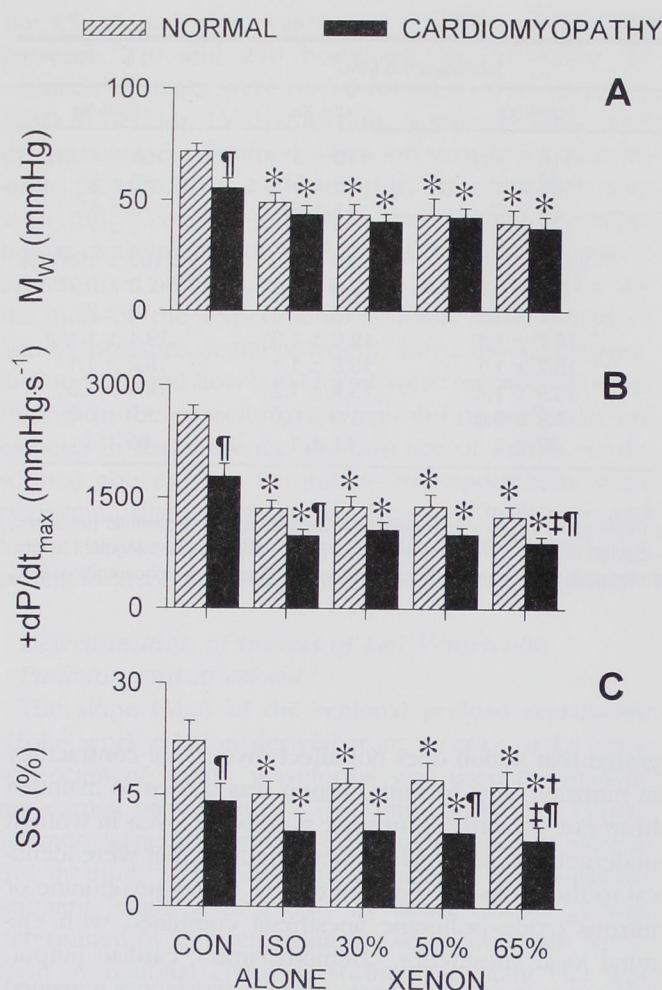 NORMAL CARDIOMYOPATHY
A
100
50
0
M_W (mmHg)
¶
* * * * * * * *
B
3000
1500
0
+dP/dt_max (mmHg·s⁻¹)
¶
* *¶ * * * * * *‡¶
C
30
15
0
SS (%)
¶
* * * * * *¶ * *†
‡¶
CON ISO 30% 50% 65%
ALONE XENON